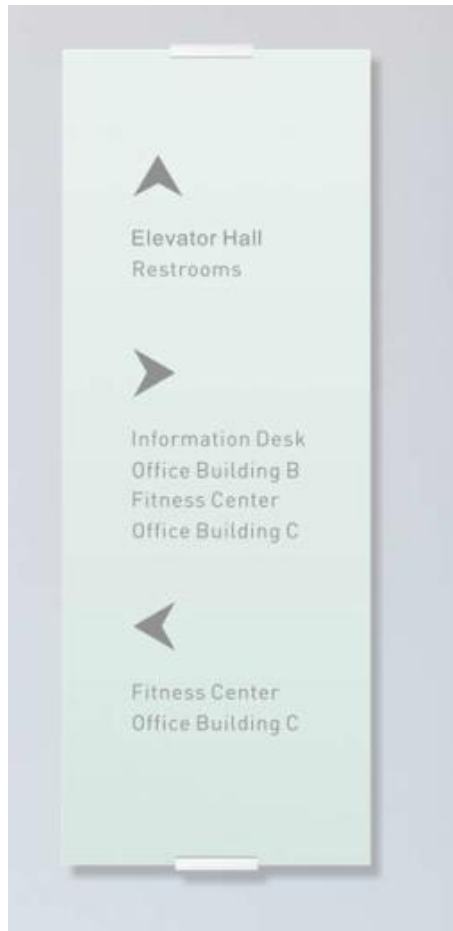 Elevator Hall
Restrooms
Information Desk
Office Building B
Fitness Center
Office Building C
Fitness Center
Office Building C